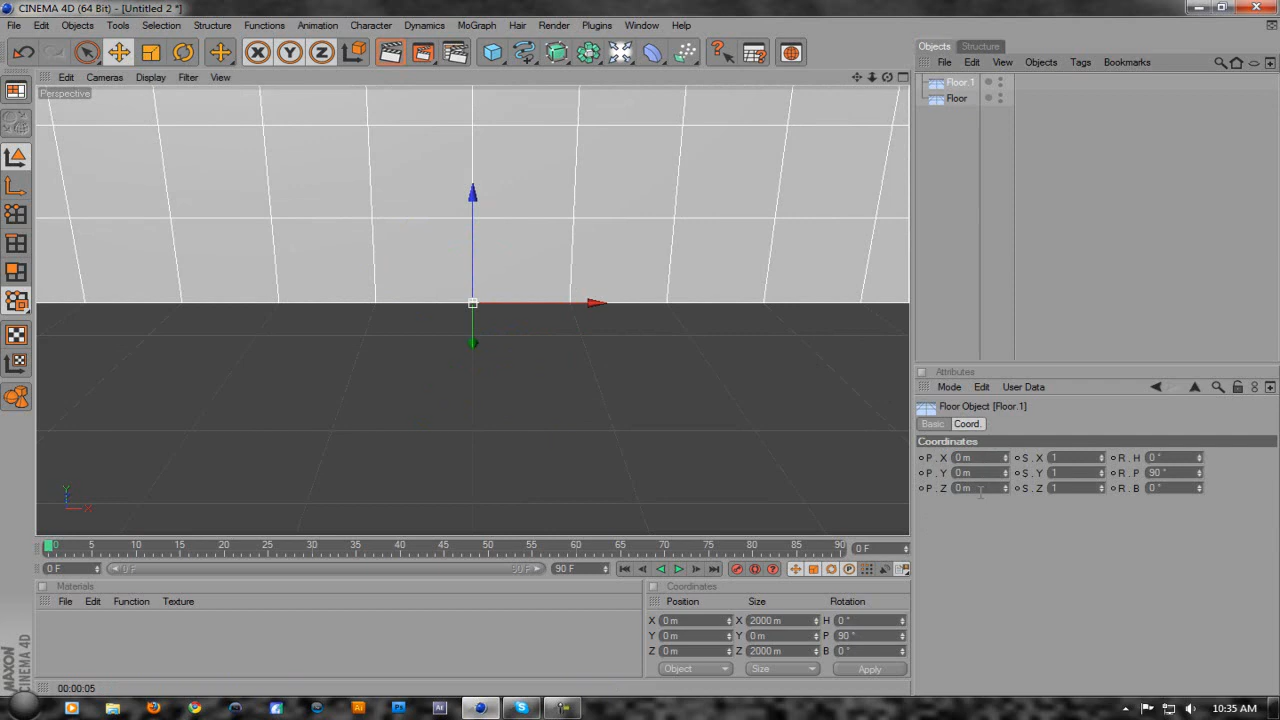 CINEMA 4D (64 Bit) - [Untitled 2 *]
File Edit Objects Tools Selection Structure Functions Animation Character Dynamics MoGraph Hair Render Plugins Window Help
Edit Cameras Display Filter View
Perspective
Y
X
0 5 10 15 20 25 30 35 40 45 50 55 60 65 70 75 80 85 90 0 F
0 F 90 F
Materials
File Edit Function Texture
Coordinates
Position Size Rotation
X 0 m X 2000 m H 0 °
Y 0 m Y 0 m P 90 °
Z 0 m Z 2000 m B 0 °
Object Size Apply
00:00:05
MAXON
CINEMA 4D
Objects Structure
File Edit View Objects Tags Bookmarks
Floor.1
Floor
Attributes
Mode Edit User Data
Floor Object [Floor.1]
Basic Coord.
Coordinates
P . X 0 m S . X 1 R . H 0 °
P . Y 0 m S . Y 1 R . P 90 °
P . Z 0 m S . Z 1 R . B 0 °
10:35 AM